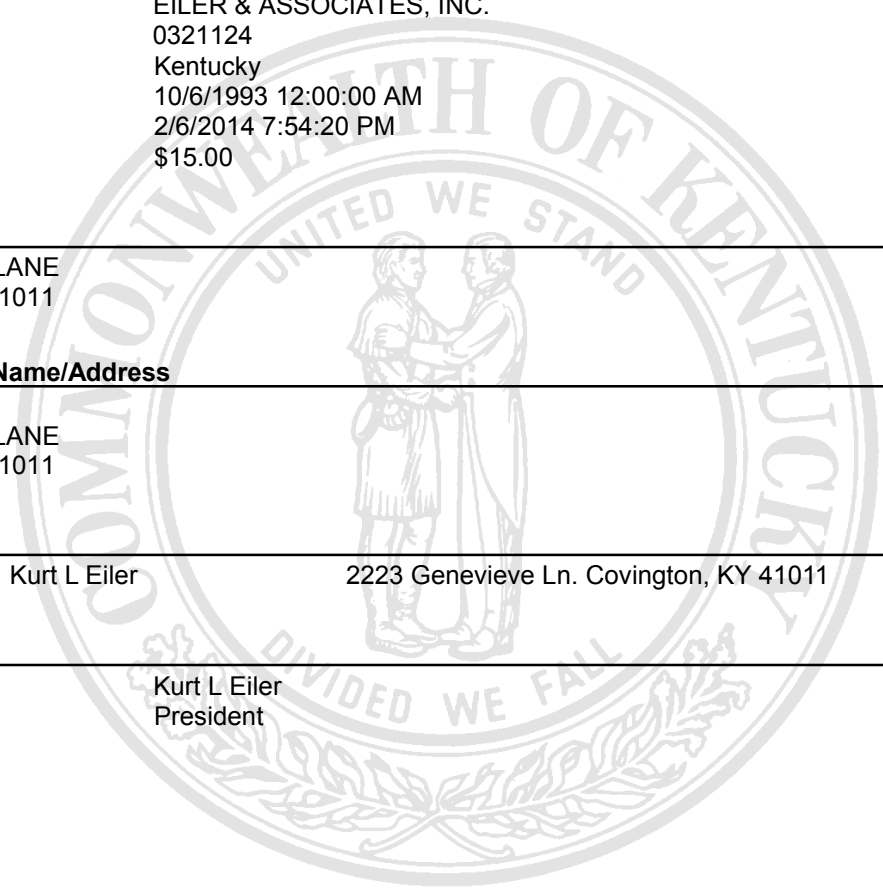 EILER & ASSOCIATES, INC.
0321124
Kentucky
10/6/1993 12:00:00 AM
2/6/2014 7:54:20 PM
$15.00
COMMONWEALTH OF KENTUCKY
UNITED WE STAND
LANE
1011
Name/Address
LANE
1011
Kurt L Eiler 2223 Genevieve Ln. Covington, KY 41011
DIVIDED WE FALL
Kurt L Eiler
President